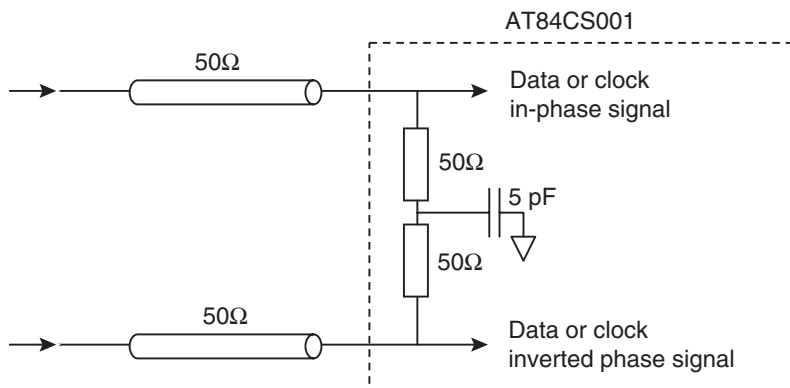 AT84CS001
50Ω
Data or clock
in-phase signal
50Ω
5 pF
50Ω
50Ω
Data or clock
inverted phase signal